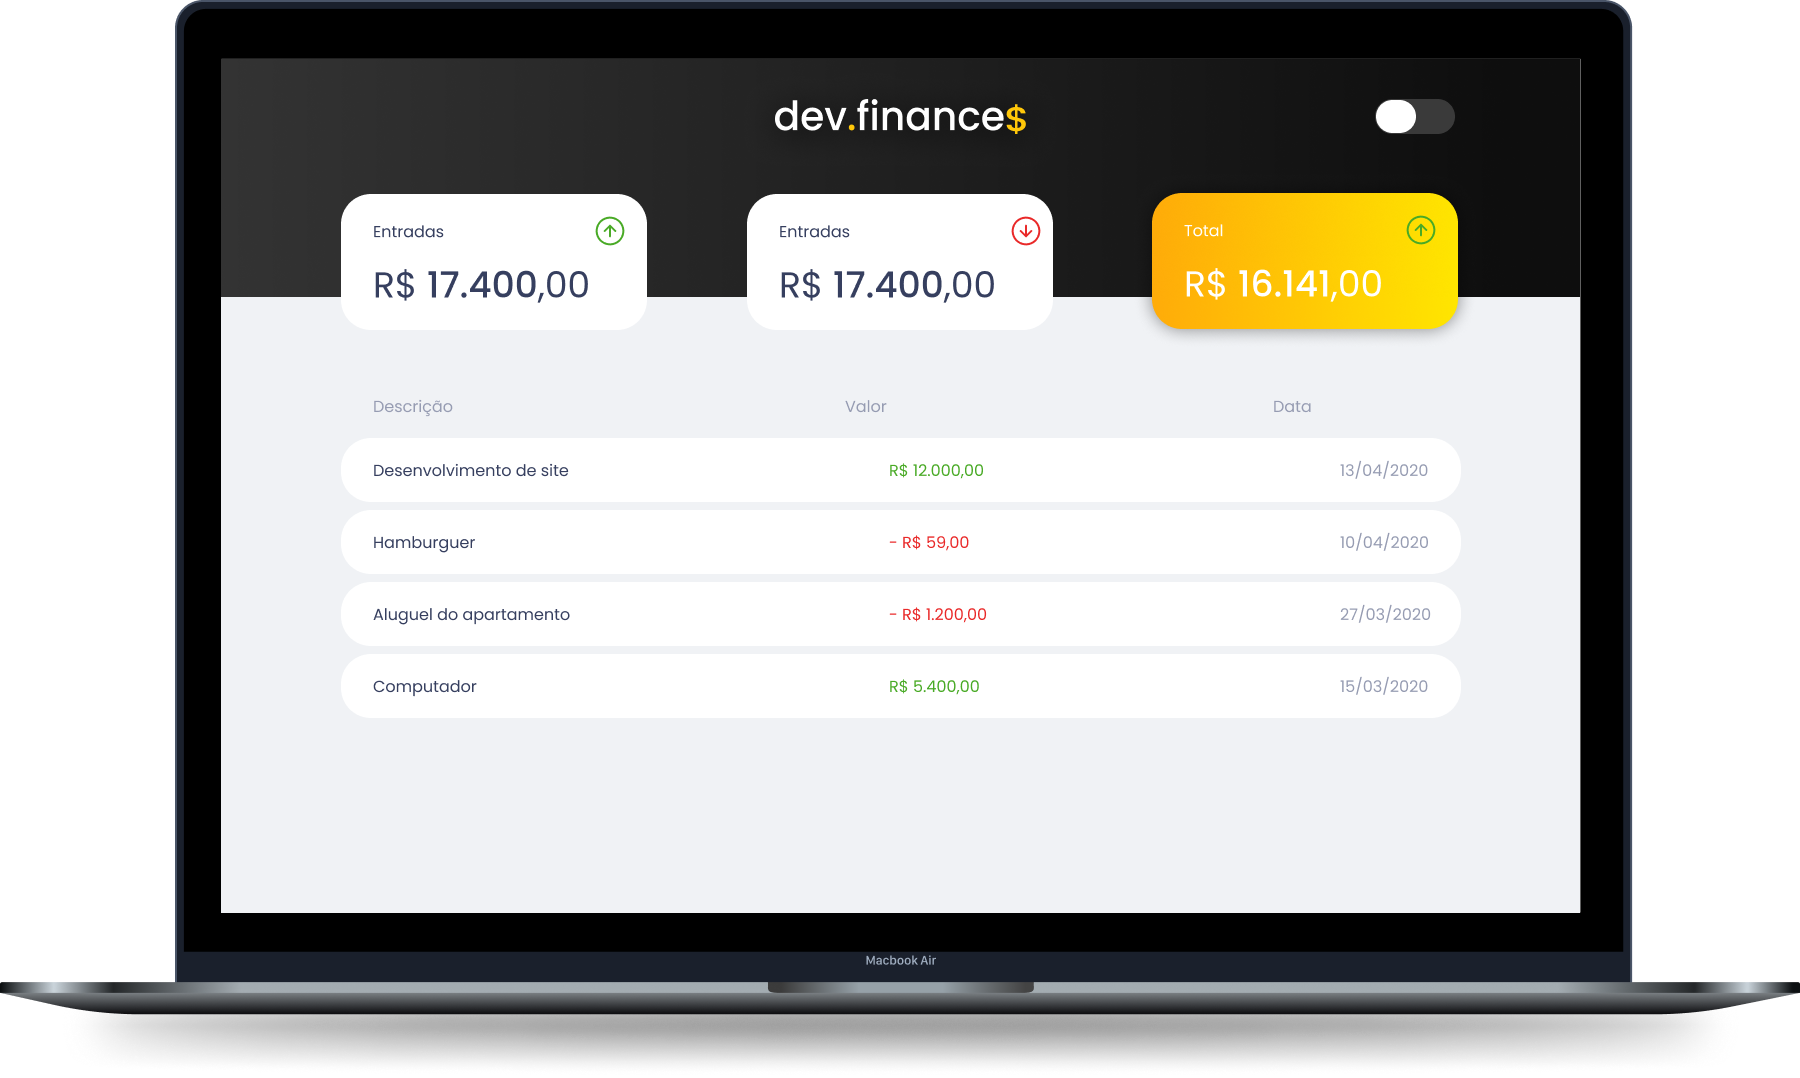 dev.finance$
Entradas
R$ 17.400,00
Entradas
R$ 17.400,00
Total
R$ 16.141,00
Descrição Valor Data
Desenvolvimento de site R$ 12.000,00 13/04/2020
Hamburguer - R$ 59,00 10/04/2020
Aluguel do apartamento - R$ 1.200,00 27/03/2020
Computador R$ 5.400,00 15/03/2020
Macbook Air